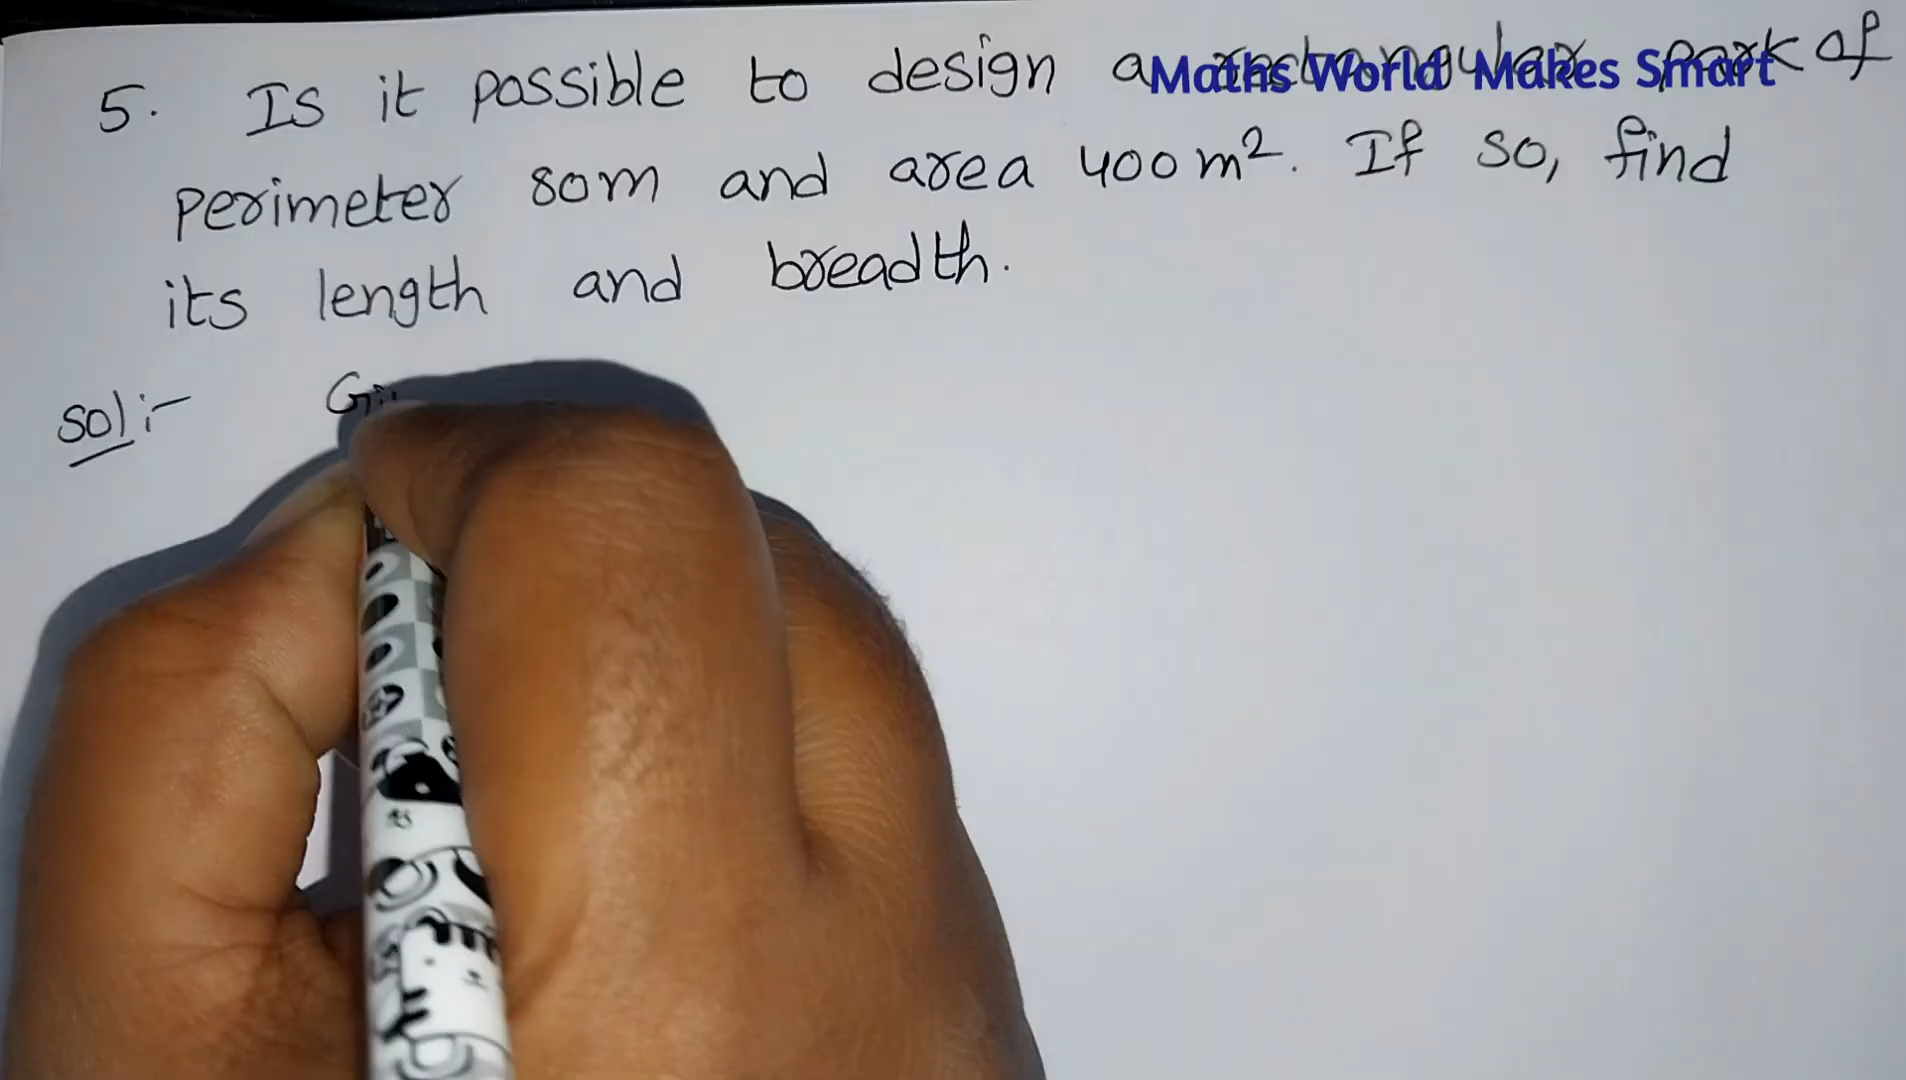 5. Is it possible to design a rectangular park of
Maths World Makes Smart
perimeter 80m and area 400m². If so, find
its length and breadth.
Sol:-